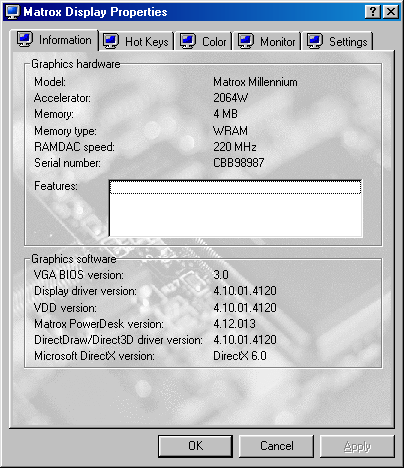 Matrox Display Properties
Information Hot Keys Color Monitor Settings
Graphics hardware
Model: Matrox Millennium
Accelerator: 2064W
Memory: 4 MB
Memory type: WRAM
RAMDAC speed: 220 MHz
Serial number: CBB98987
Features:
Graphics software
VGA BIOS version: 3.0
Display driver version: 4.10.01.4120
VDD version: 4.10.01.4120
Matrox PowerDesk version: 4.12.013
DirectDraw/Direct3D driver version: 4.10.01.4120
Microsoft DirectX version: DirectX 6.0
OK Cancel Apply